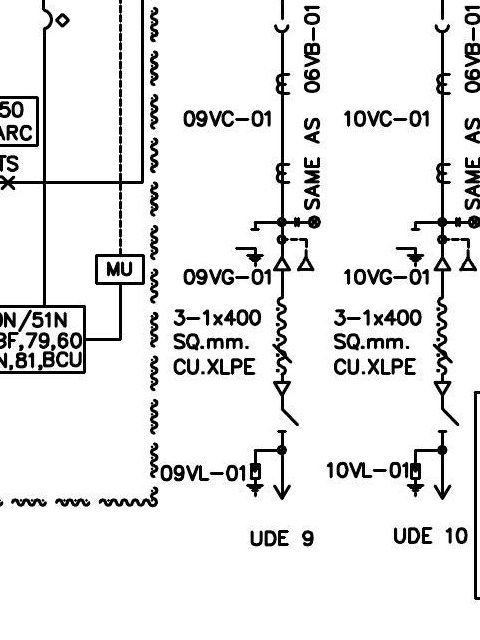 SAME AS 06VB-01
SAME AS 06VB-01
50
ARC
TS
09VC-01
10VC-01
MU
09VG-01
10VG-01
0N/51N
BF,79,60
N,81,BCU
3-1x400
SQ.mm.
CU.XLPE
3-1x400
SQ.mm.
CU.XLPE
09VL-01
10VL-01
UDE 9
UDE 10